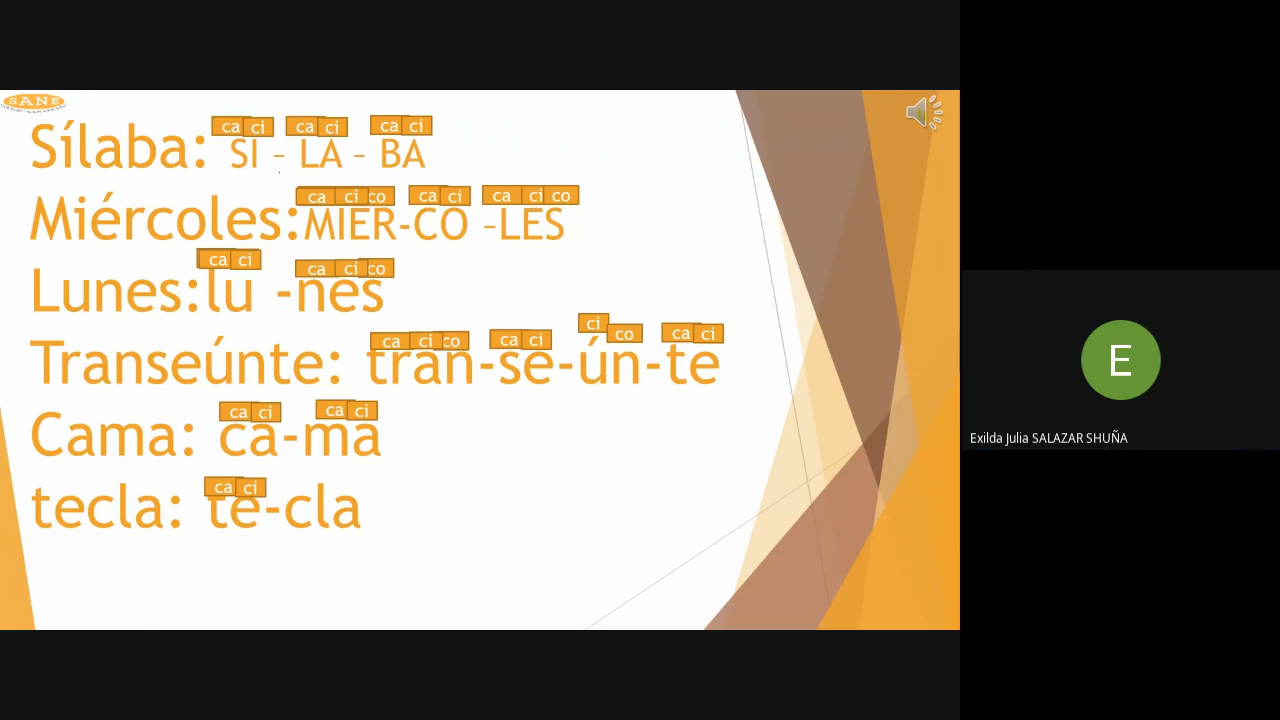 SANE
ca ci ca ci ca ci
Sílaba: SI – LA – BA
ca ci co ca ci ca ci co
Miércoles:MIER-CO –LES
ca ci ca ci co
Lunes:lu -nes
ca ci co ca ci ci co ca ci
Transeúnte: tran-se-ún-te
ca ci ca ci
Cama: ca-ma
ca ci
tecla: te-cla
E
Exilda Julia SALAZAR SHUÑA